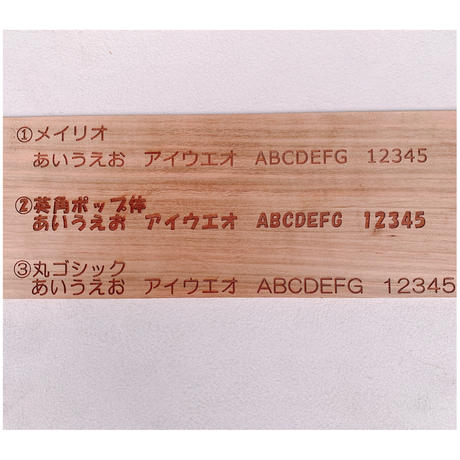 ①メイリオ
あいうえお アイウエオ ABCDEFG 12345
②英角ポップ体
あいうえお アイウエオ ABCDEFG 12345
③丸ゴシック
あいうえお アイウエオ ABCDEFG 12345